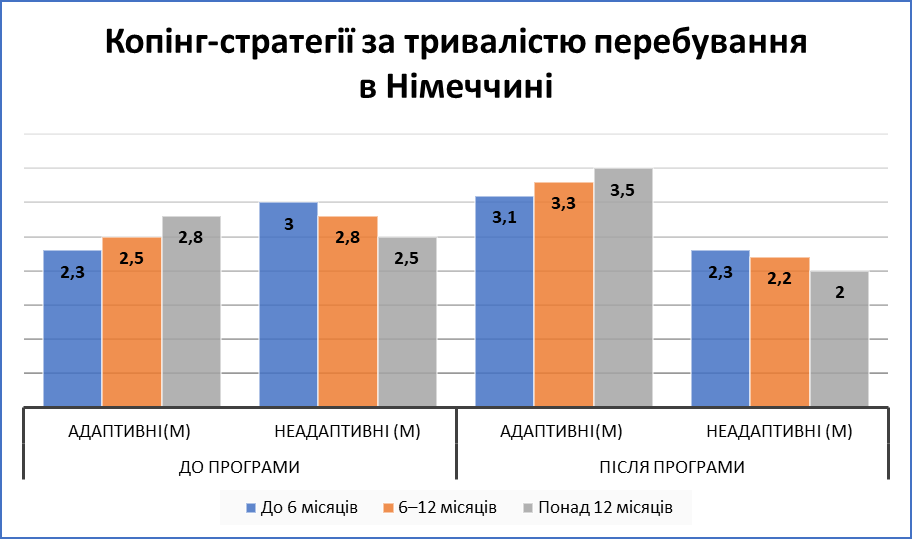 Копінг-стратегії за тривалістю перебування
в Німеччині
2,3
2,5
2,8
3
2,8
2,5
3,1
3,3
3,5
2,3
2,2
2
АДАПТИВНІ(М)
НЕАДАПТИВНІ (М)
АДАПТИВНІ(М)
НЕАДАПТИВНІ (М)
ДО ПРОГРАМИ
ПІСЛЯ ПРОГРАМИ
До 6 місяців
6–12 місяців
Понад 12 місяців